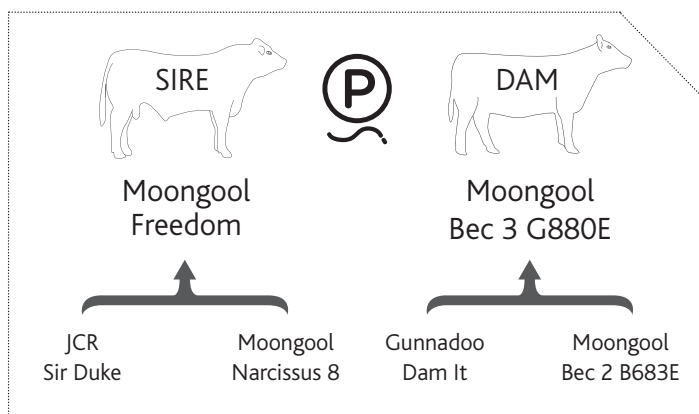 SIRE
P
DAM
Moongool
Freedom
Moongool
Bec 3 G880E
JCR
Sir Duke
Moongool
Narcissus 8
Gunnadoo
Dam It
Moongool
Bec 2 B683E